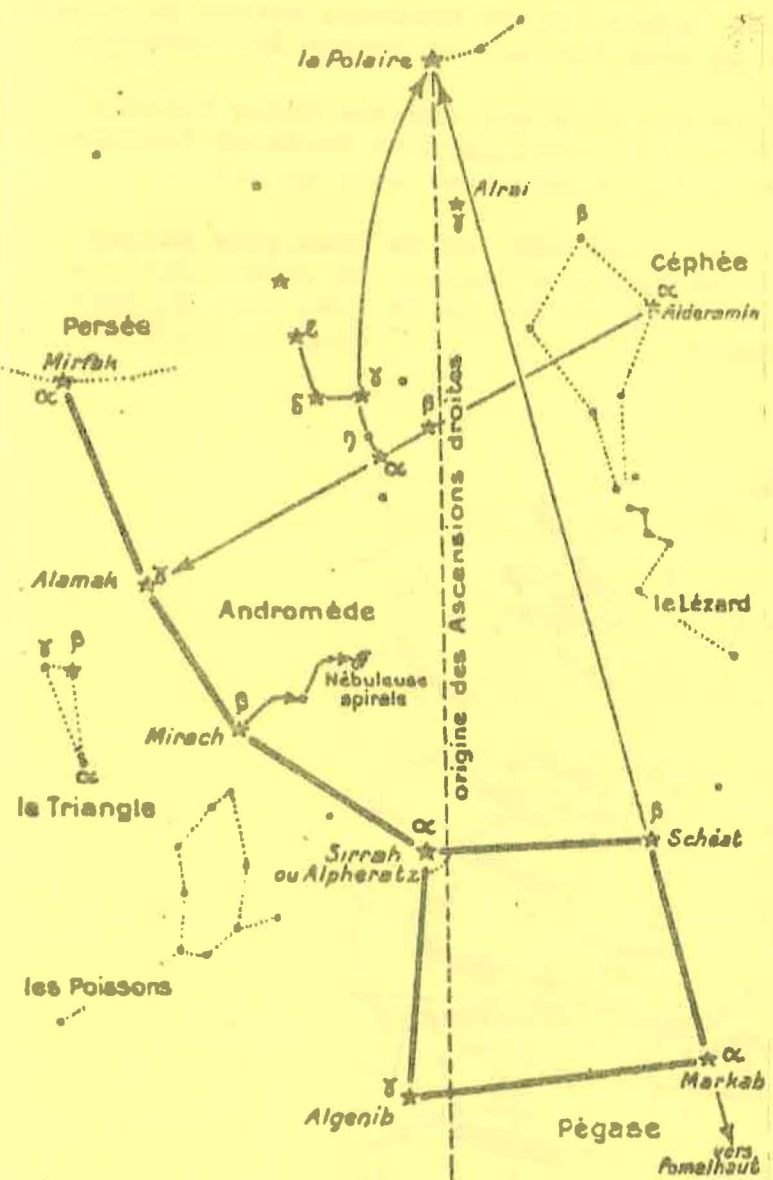 la Polaire
Alrai
γ
β
Céphée
α
Alderamin
Persée
Mirfak
α
ε
δ
γ
η
β
α
origine des Ascensions droites
Alamak
γ
Andromède
le Lézard
γ β
α
le Triangle
β
Mirach
Nébuleuse
spirale
α
Sirrah
ou Alpheratz
β
Schéat
les Poissons
γ
Algenib
α
Markab
Pégase
vers
Fomalhaut